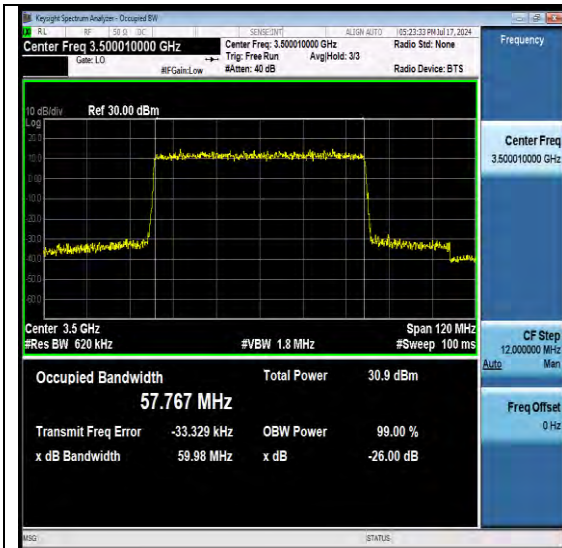 Keysight Spectrum Analyzer - Occupied BW
RL RF 50 Ω DC SENSE:INT ALIGN AUTO 05:23:33 PM Jul 17, 2024
Center Freq 3.500010000 GHz Center Freq: 3.500010000 GHz Radio Std: None Frequency
Gate: LO Trig: Free Run Avg|Hold: 3/3
#IFGain:Low #Atten: 40 dB Radio Device: BTS
10 dB/div Ref 30.00 dBm
Log
20.0
10.0
0.00
-10.0
-20.0
-30.0
-40.0
-50.0
-60.0
Center Freq
3.500010000 GHz
Center 3.5 GHz Span 120 MHz
#Res BW 620 kHz #VBW 1.8 MHz #Sweep 100 ms
CF Step
12.000000 MHz
Auto Man
Occupied Bandwidth Total Power 30.9 dBm
57.767 MHz
Transmit Freq Error -33.329 kHz OBW Power 99.00 %
x dB Bandwidth 59.98 MHz x dB -26.00 dB
Freq Offset
0 Hz
MSG STATUS